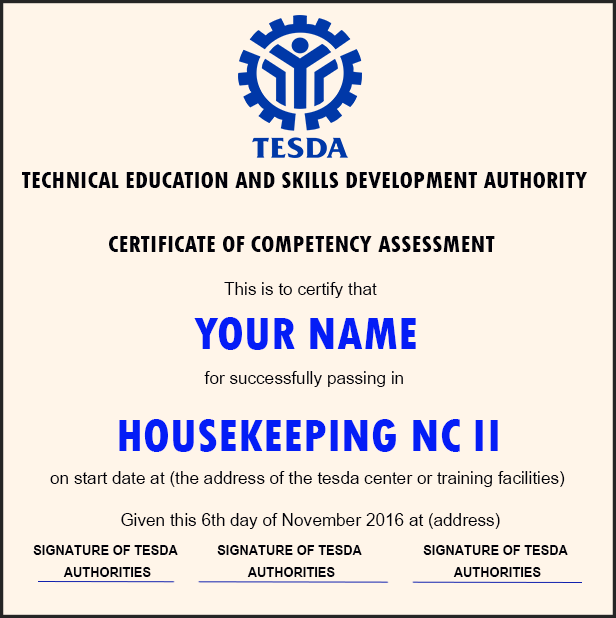 TESDA
TECHNICAL EDUCATION AND SKILLS DEVELOPMENT AUTHORITY
CERTIFICATE OF COMPETENCY ASSESSMENT
This is to certify that
YOUR NAME
for successfully passing in
HOUSEKEEPING NC II
on start date at (the address of the tesda center or training facilities)
Given this 6th day of November 2016 at (address)
SIGNATURE OF TESDA AUTHORITIES
SIGNATURE OF TESDA AUTHORITIES
SIGNATURE OF TESDA AUTHORITIES